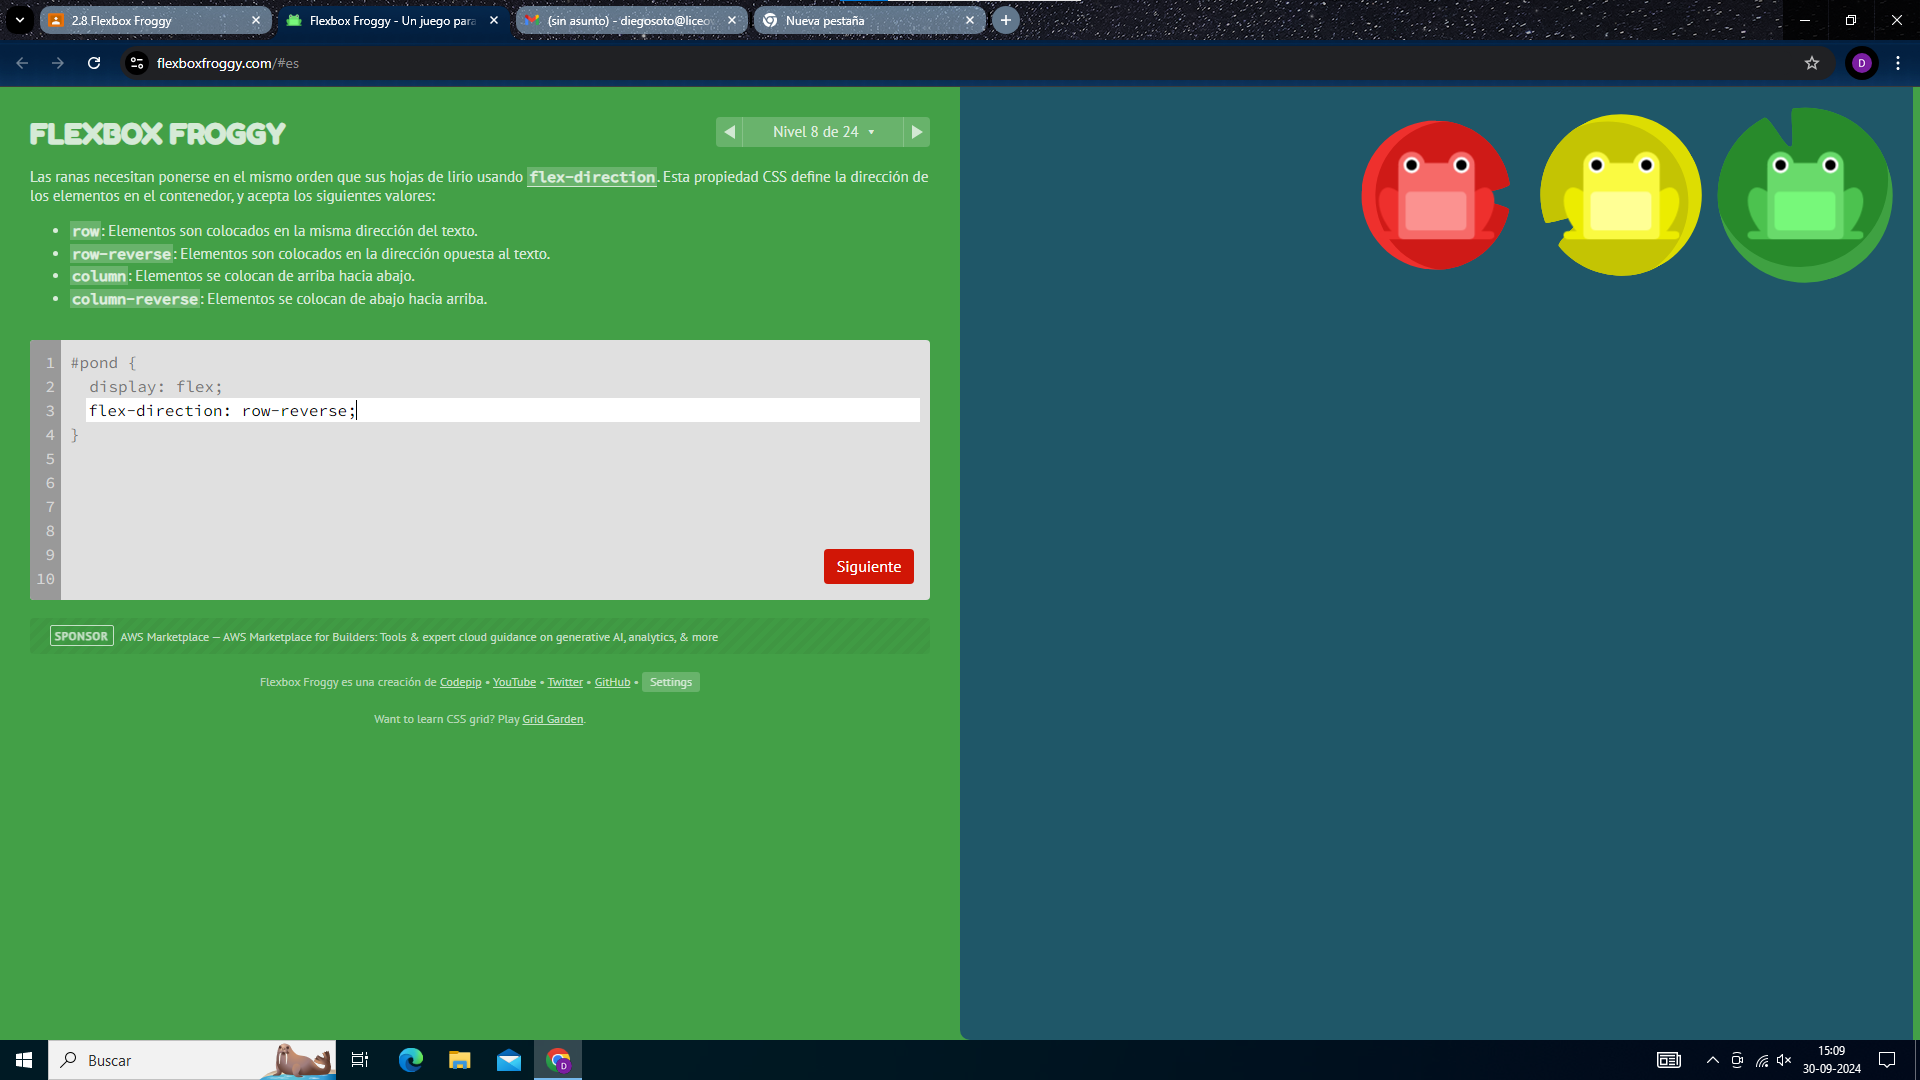 2.8 Flexbox Froggy
Flexbox Froggy - Un juego para
(sin asunto) - diegosoto@liceov
Nueva pestaña
flexboxfroggy.com/#es
D
FLEXBOX FROGGY
Nivel 8 de 24
Las ranas necesitan ponerse en el mismo orden que sus hojas de lirio usando flex-direction. Esta propiedad CSS define la dirección de
los elementos en el contenedor, y acepta los siguientes valores:
row: Elementos son colocados en la misma dirección del texto.
row-reverse: Elementos son colocados en la dirección opuesta al texto.
column: Elementos se colocan de arriba hacia abajo.
column-reverse: Elementos se colocan de abajo hacia arriba.
1 #pond {
2 display: flex;
3 flex-direction: row-reverse;
4 }
5
6
7
8
9
10
Siguiente
SPONSOR AWS Marketplace — AWS Marketplace for Builders: Tools & expert cloud guidance on generative AI, analytics, & more
Flexbox Froggy es una creación de Codepip • YouTube • Twitter • GitHub • Settings
Want to learn CSS grid? Play Grid Garden.
Buscar
D
15:09
30-09-2024